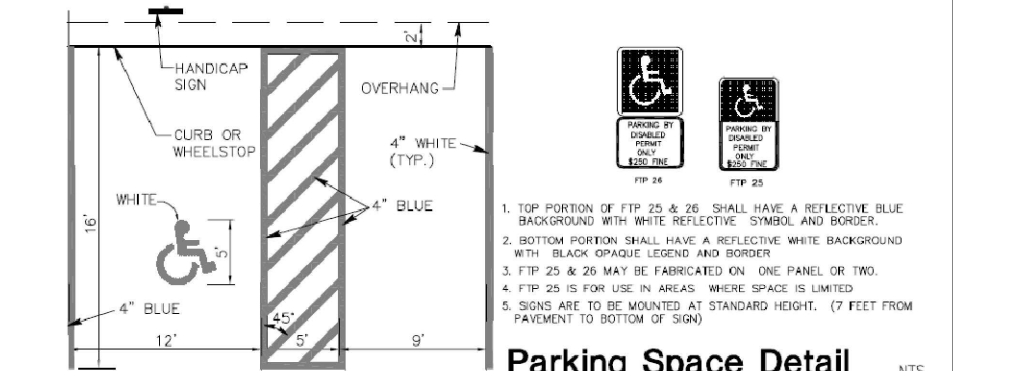 2'
HANDICAP
SIGN
OVERHANG
CURB OR
WHEELSTOP
4" WHITE
(TYP.)
WHITE
4" BLUE
16'
5'
4" BLUE
45°
12'
5'
9'
PARKING BY
DISABLED
PERMIT
ONLY
$250 FINE
FTP 26
PARKING BY
DISABLED
PERMIT
ONLY
$250 FINE
FTP 25
1. TOP PORTION OF FTP 25 & 26 SHALL HAVE A REFLECTIVE BLUE
BACKGROUND WITH WHITE REFLECTIVE SYMBOL AND BORDER.
2. BOTTOM PORTION SHALL HAVE A REFLECTIVE WHITE BACKGROUND
WITH BLACK OPAQUE LEGEND AND BORDER
3. FTP 25 & 26 MAY BE FABRICATED ON ONE PANEL OR TWO.
4. FTP 25 IS FOR USE IN AREAS WHERE SPACE IS LIMITED
5. SIGNS ARE TO BE MOUNTED AT STANDARD HEIGHT. (7 FEET FROM
PAVEMENT TO BOTTOM OF SIGN)
Parking Space Detail
NTS